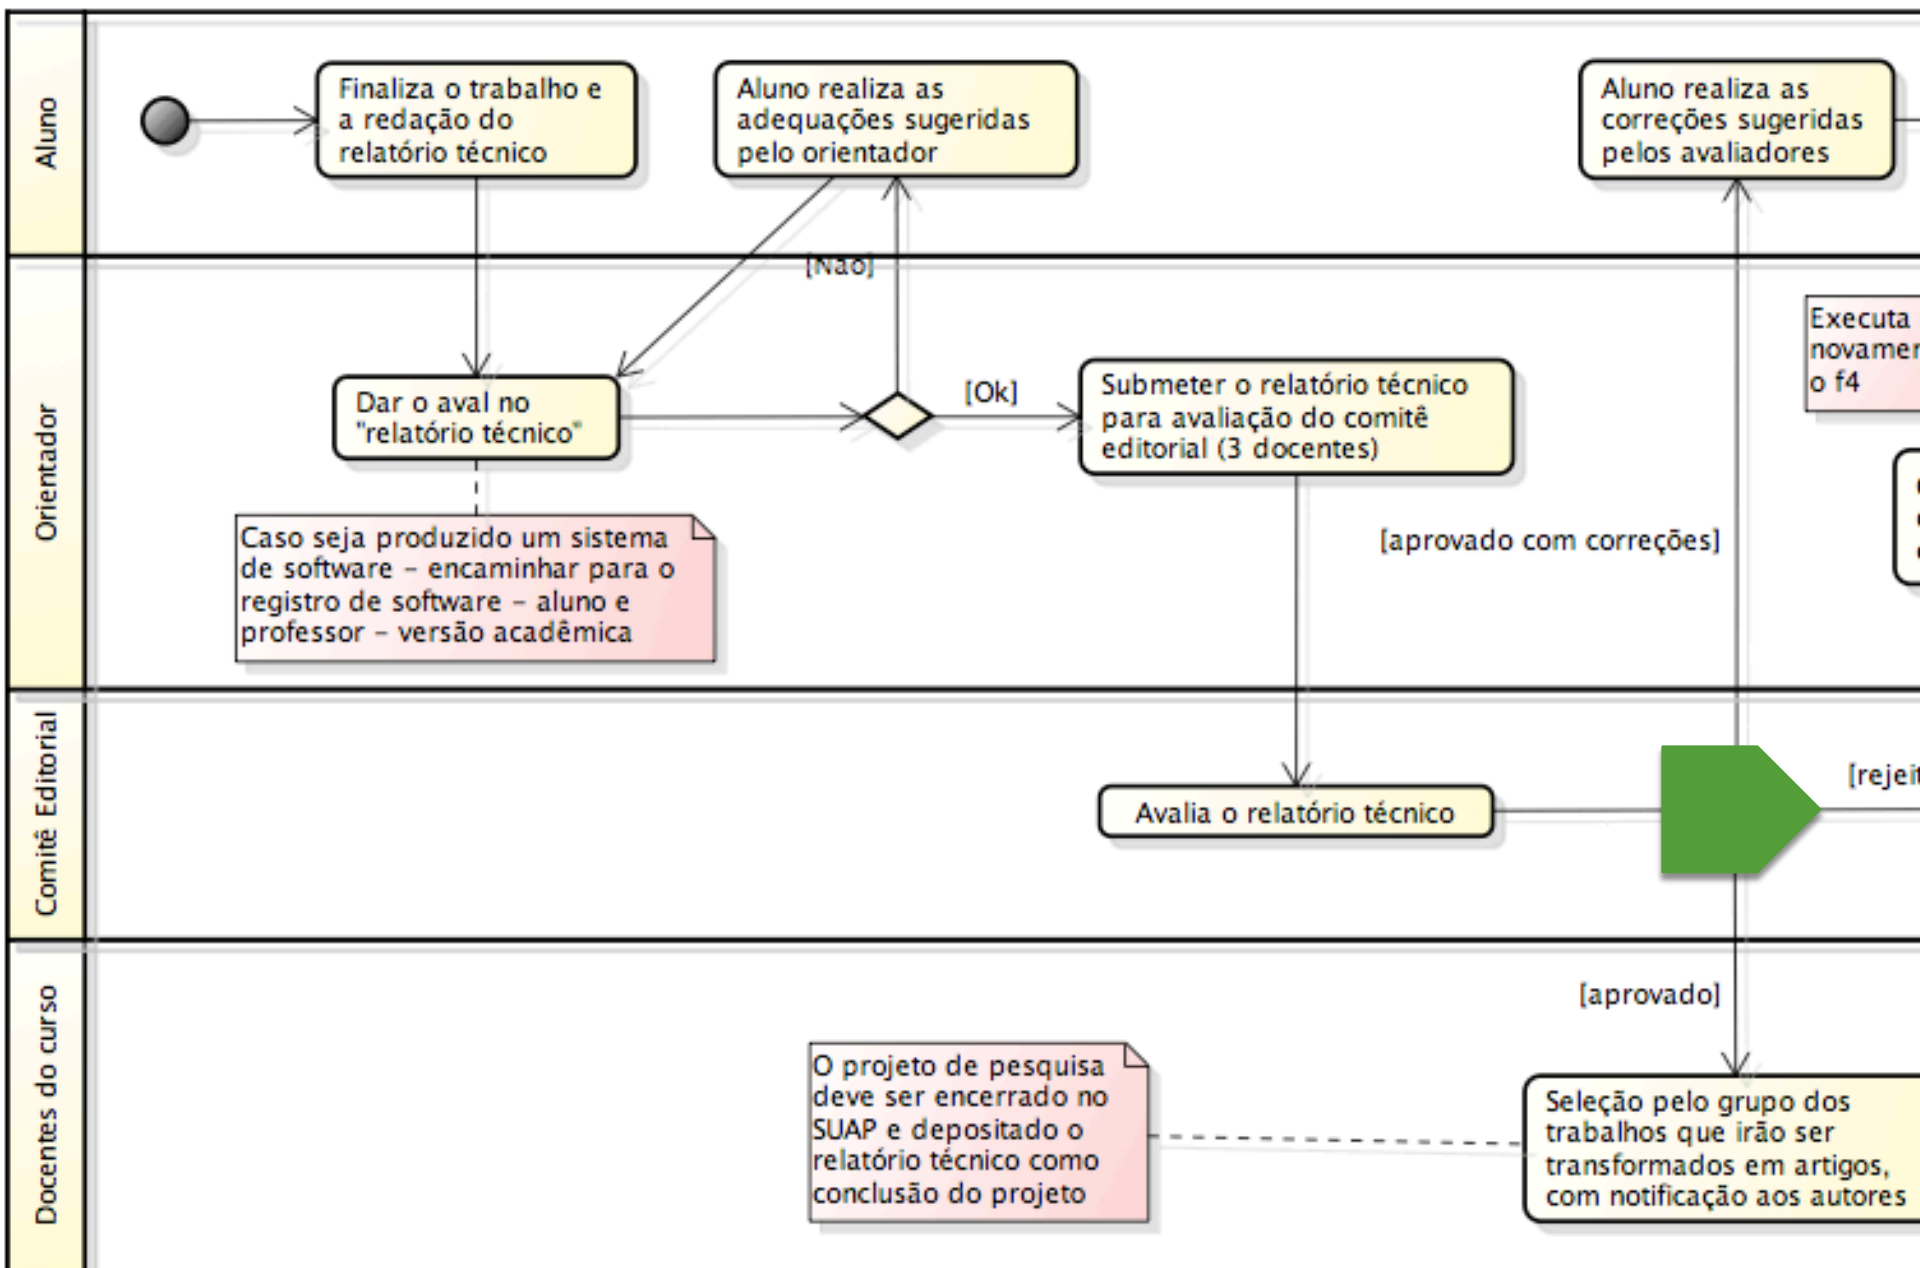 Aluno
Finaliza o trabalho e
a redação do
relatório técnico
Aluno realiza as
adequações sugeridas
pelo orientador
Aluno realiza as
correções sugeridas
pelos avaliadores
[Não]
Orientador
Dar o aval no
"relatório técnico"
[Ok]
Submeter o relatório técnico
para avaliação do comitê
editorial (3 docentes)
Executa
o f4
Caso seja produzido um sistema
de software – encaminhar para o
registro de software – aluno e
professor – versão acadêmica
[aprovado com correções]
Comitê Editorial
Avalia o relatório técnico
Docentes do curso
[aprovado]
O projeto de pesquisa
deve ser encerrado no
SUAP e depositado o
relatório técnico como
conclusão do projeto
Seleção pelo grupo dos
trabalhos que irão ser
transformados em artigos,
com notificação aos autores